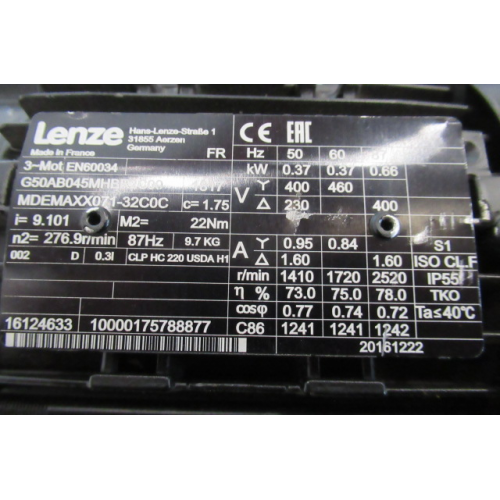 Lenze
Hans-Lenze-Straße 1
31855 Aerzen
Germany
Made in France
FR
3~Mot EN60034
G50AB045MHB
MDEMAXX071-32C0C
c= 1.75
i= 9.101 M2= 22Nm
n2= 276.9r/min 87Hz 9.7 KG
002 D 0.3l CLP HC 220 USDA H1
16124633 10000175788877
CE EAC
Hz 50 60
kW 0.37 0.37 0.66
V Y 400 460
Δ 230 400
A Y 0.95 0.84 S1
Δ 1.60 1.60 ISO CL.F
r/min 1410 1720 2520 IP55
η % 73.0 75.0 78.0 TKO
cosφ 0.77 0.74 0.72 Ta≤40°C
C86 1241 1241 1242
20161222